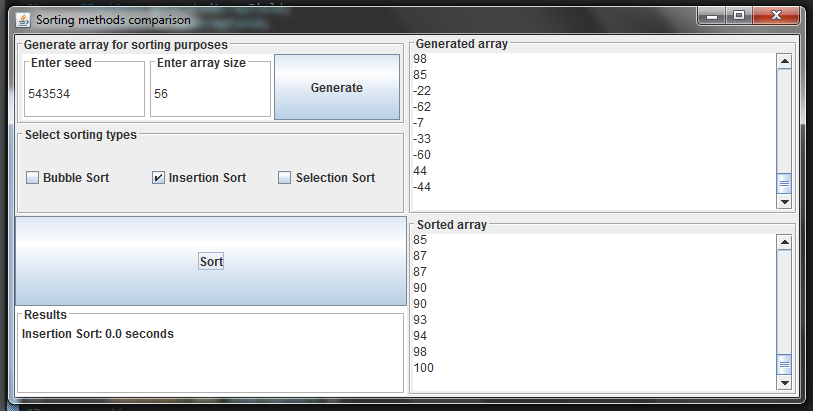 Sorting methods comparison
Generate array for sorting purposes
Enter seed
Enter array size
543534
56
Generate
Select sorting types
Bubble Sort
Insertion Sort
Selection Sort
Sort
Results
Insertion Sort: 0.0 seconds
Generated array
98
85
-22
-62
-7
-33
-60
44
-44
Sorted array
85
87
87
90
90
93
94
98
100